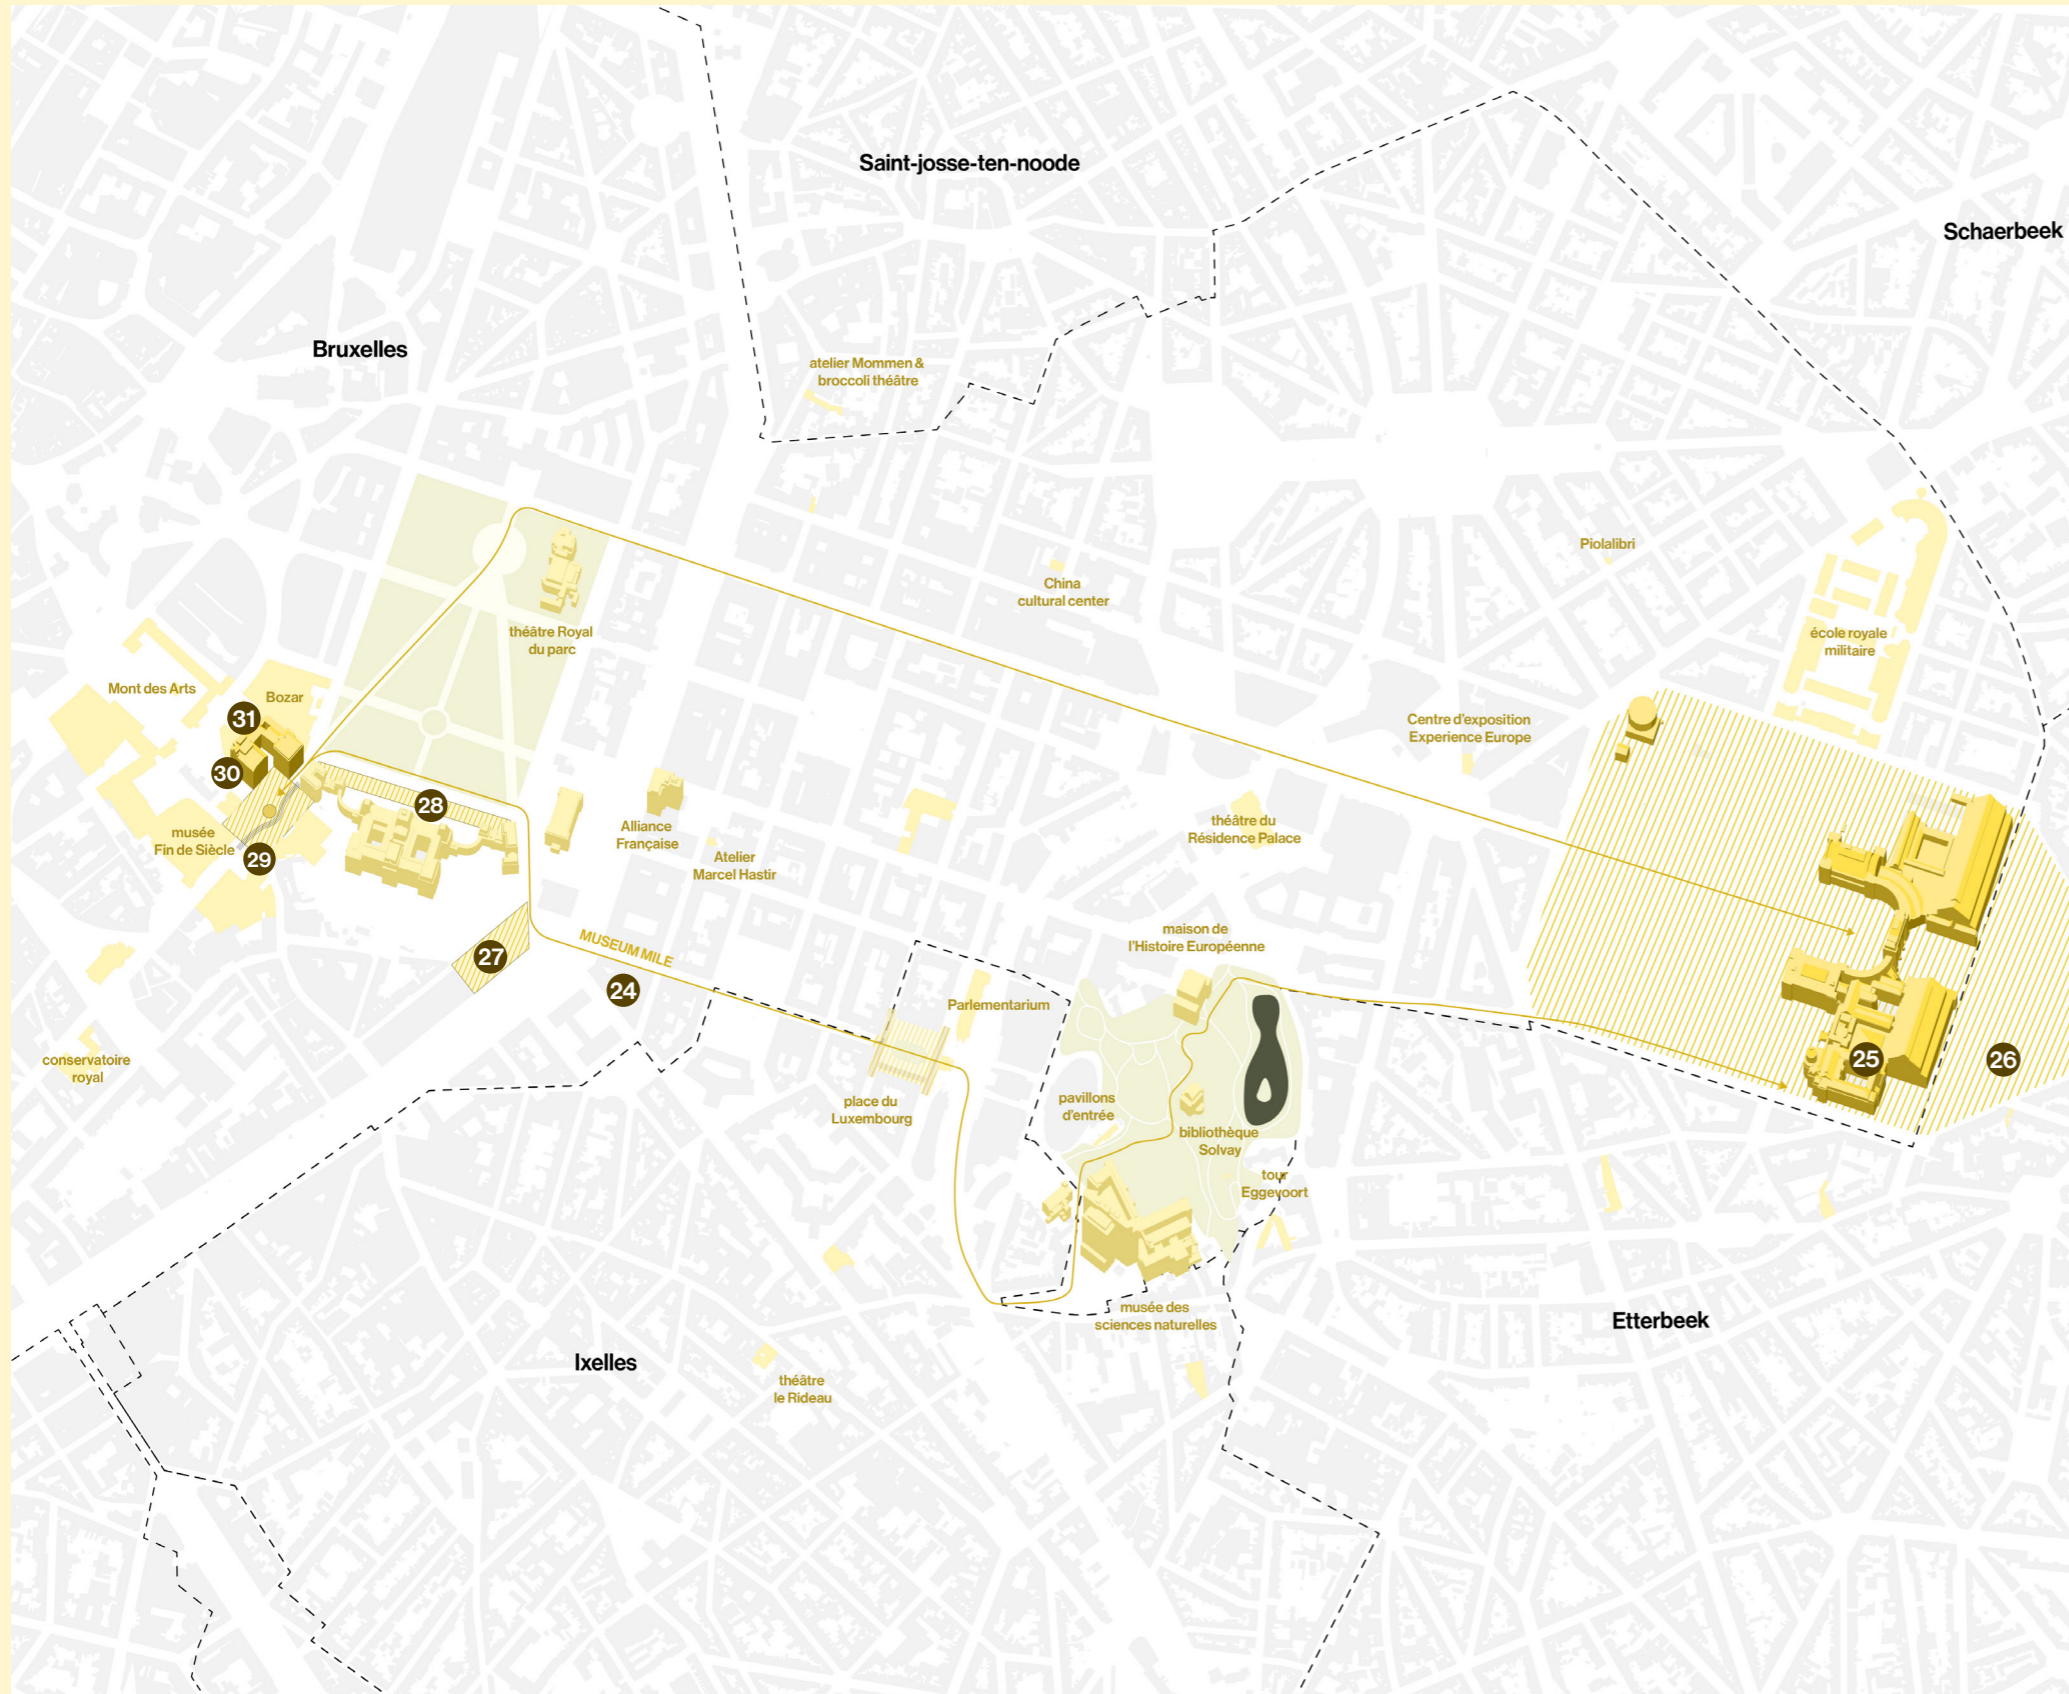 Saint-josse-ten-noode
Schaerbeek
Bruxelles
atelier Mommen &
broccoli théâtre
Piolalibri
China
cultural center
théâtre Royal
du parc
école royale
militaire
Mont des Arts
Bozar
31
30
Centre d'exposition
Experience Europe
28
musée
Fin de Siècle
29
Alliance
Française
Atelier
Marcel Hastir
théâtre du
Résidence Palace
maison de
l'Histoire Européenne
27
MUSEUM MILE
24
Parlementarium
conservatoire
royal
25
26
place du
Luxembourg
pavillons
d'entrée
bibliothèque
Solvay
tour
Eggevoort
musée des
sciences naturelles
Etterbeek
Ixelles
théâtre
le Rideau